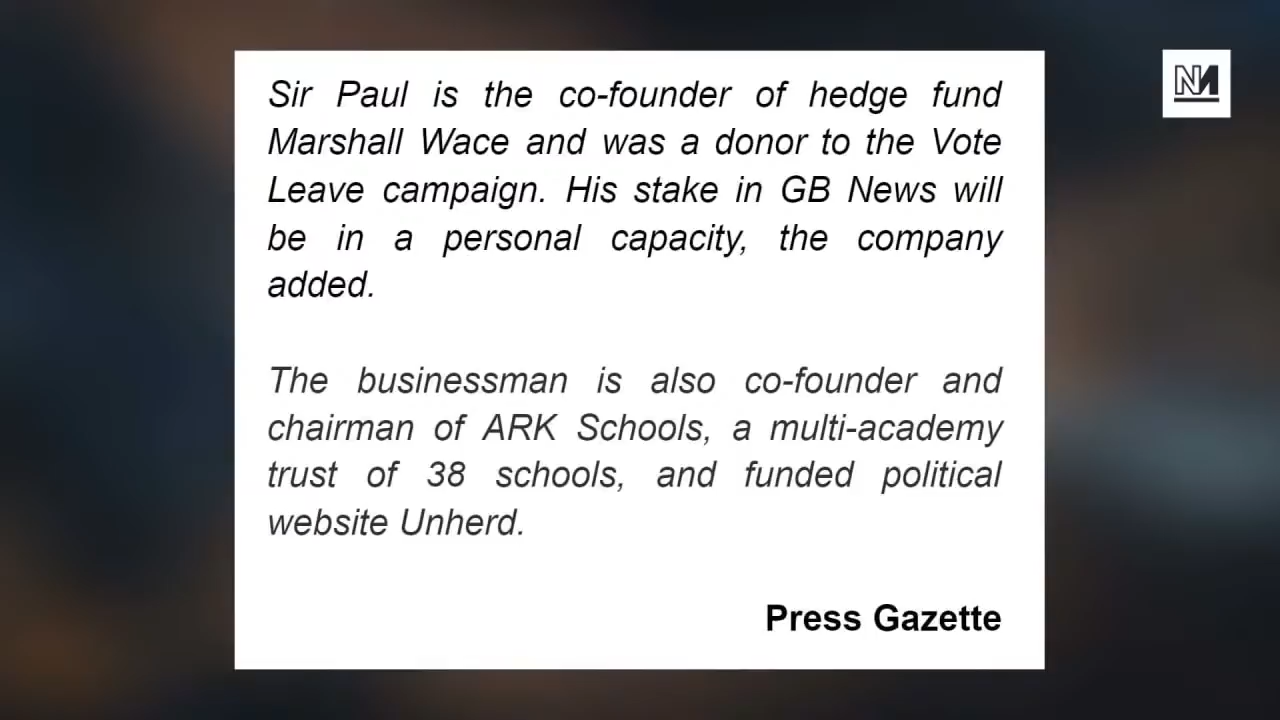 Sir Paul is the co-founder of hedge fund
Marshall Wace and was a donor to the Vote
Leave campaign. His stake in GB News will
be in a personal capacity, the company
added.
The businessman is also co-founder and
chairman of ARK Schools, a multi-academy
trust of 38 schools, and funded political
website Unherd.
Press Gazette
NM